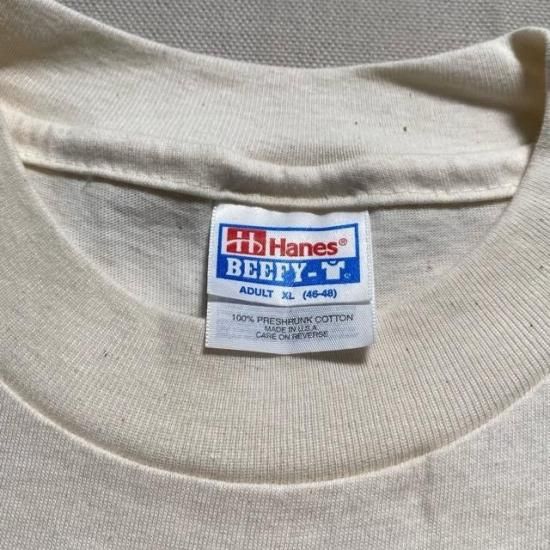 Hanes®
BEEFY-T®
ADULT XL (46-48)
100% PRESHRUNK COTTON
MADE IN U.S.A.
CARE ON REVERSE